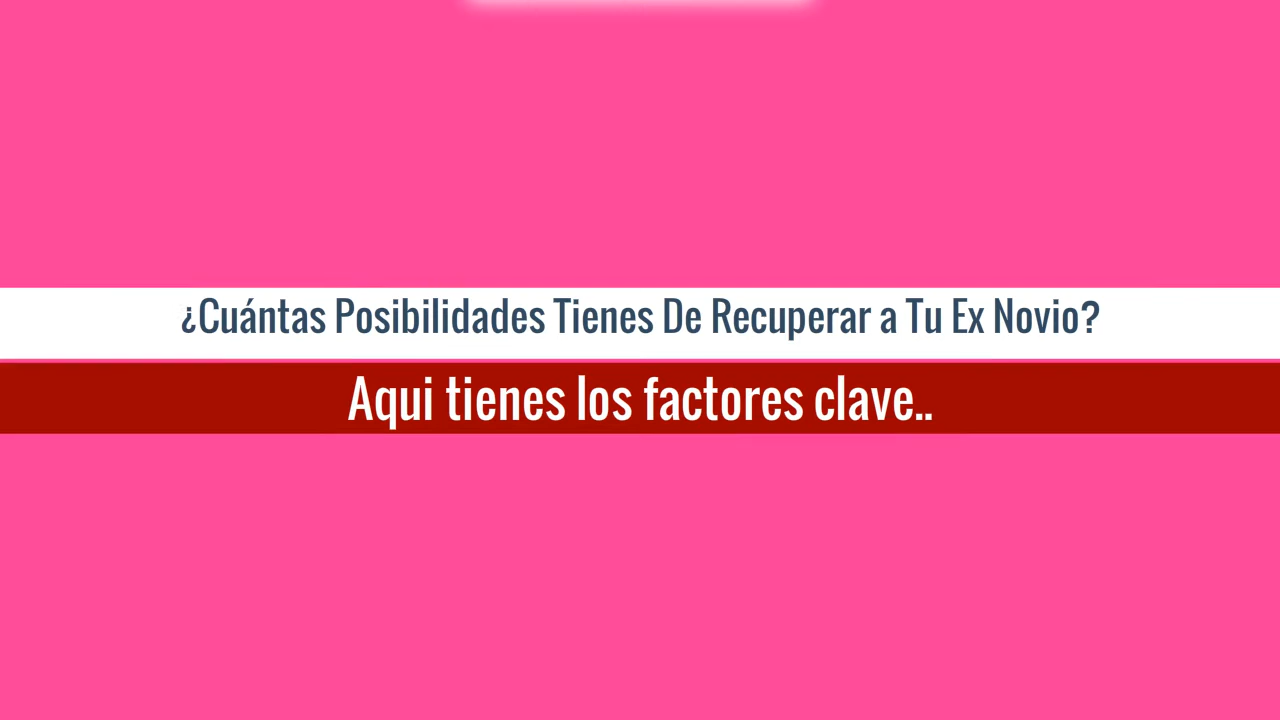 ¿Cuántas Posibilidades Tienes De Recuperar a Tu Ex Novio?
Aqui tienes los factores clave..